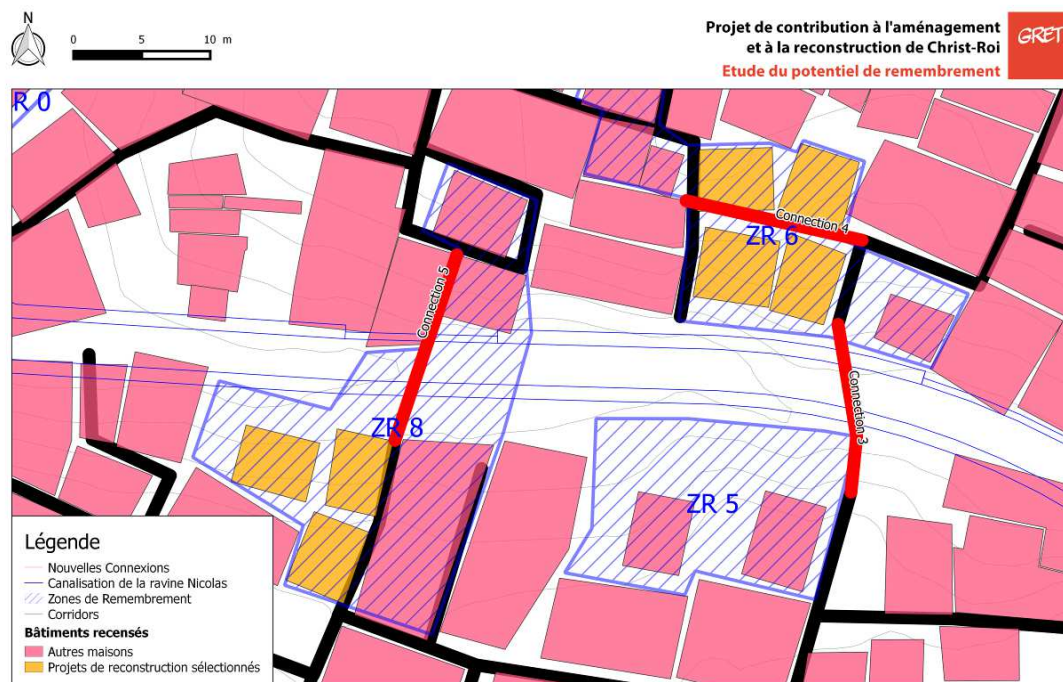 N
0 5 10 m
Projet de contribution à l'aménagement
et à la reconstruction de Christ-Roi
Etude du potentiel de remembrement
GRET
R 0
Connection 4
ZR 6
Connection 5
Connection 3
ZR 8
ZR 5
Légende
Nouvelles Connexions
Canalisation de la ravine Nicolas
Zones de Remembrement
Corridors
Bâtiments recensés
Autres maisons
Projets de reconstruction sélectionnés